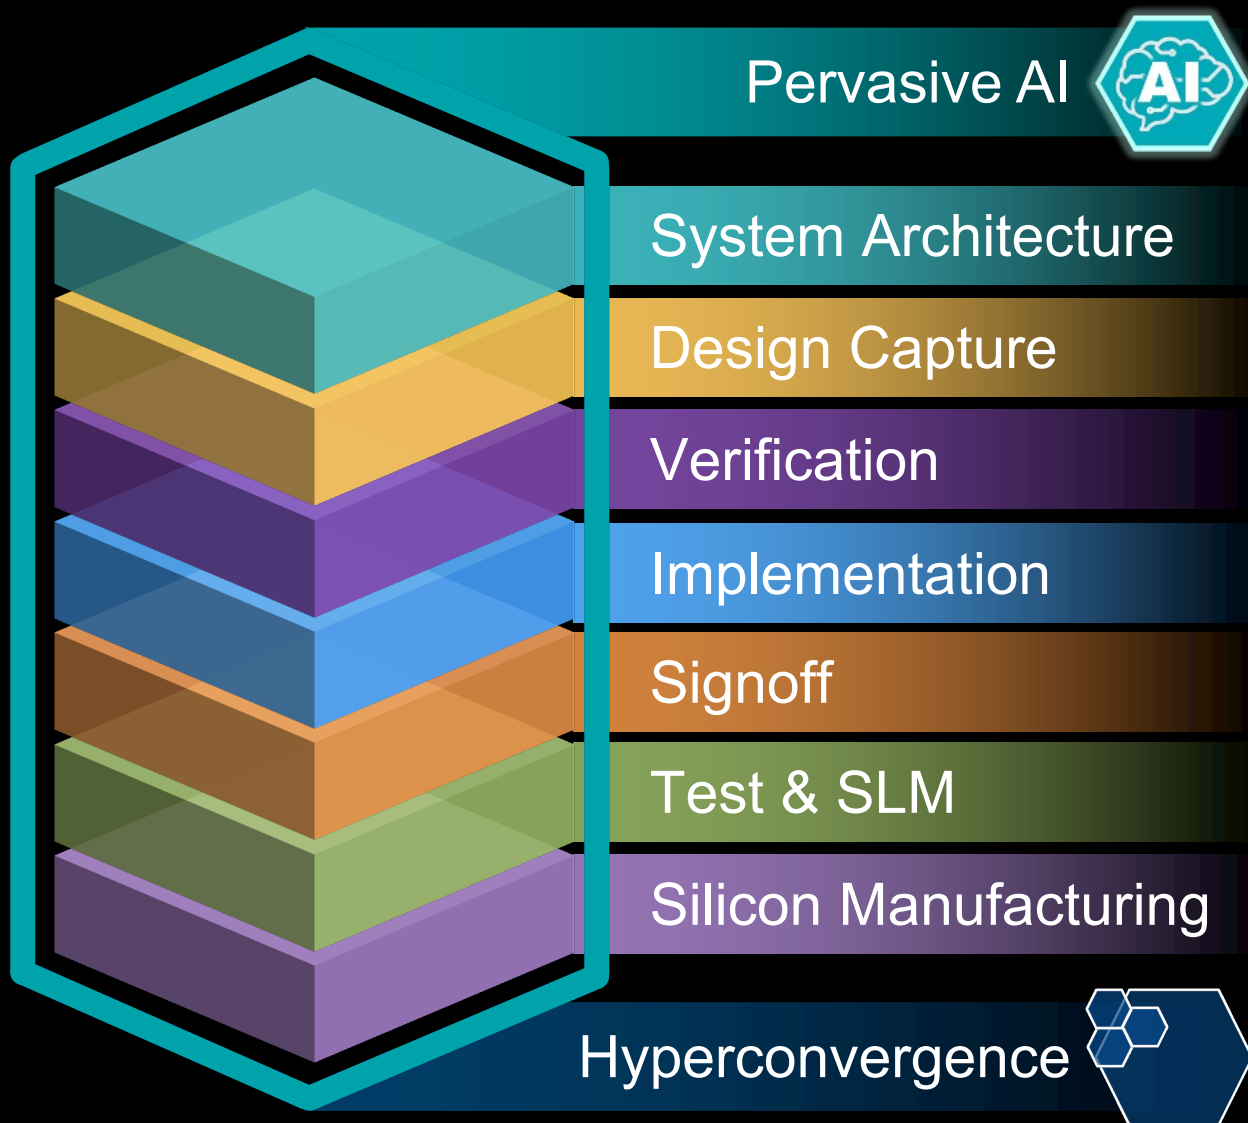 Pervasive AI
AI
System Architecture
Design Capture
Verification
Implementation
Signoff
Test & SLM
Silicon Manufacturing
Hyperconvergence